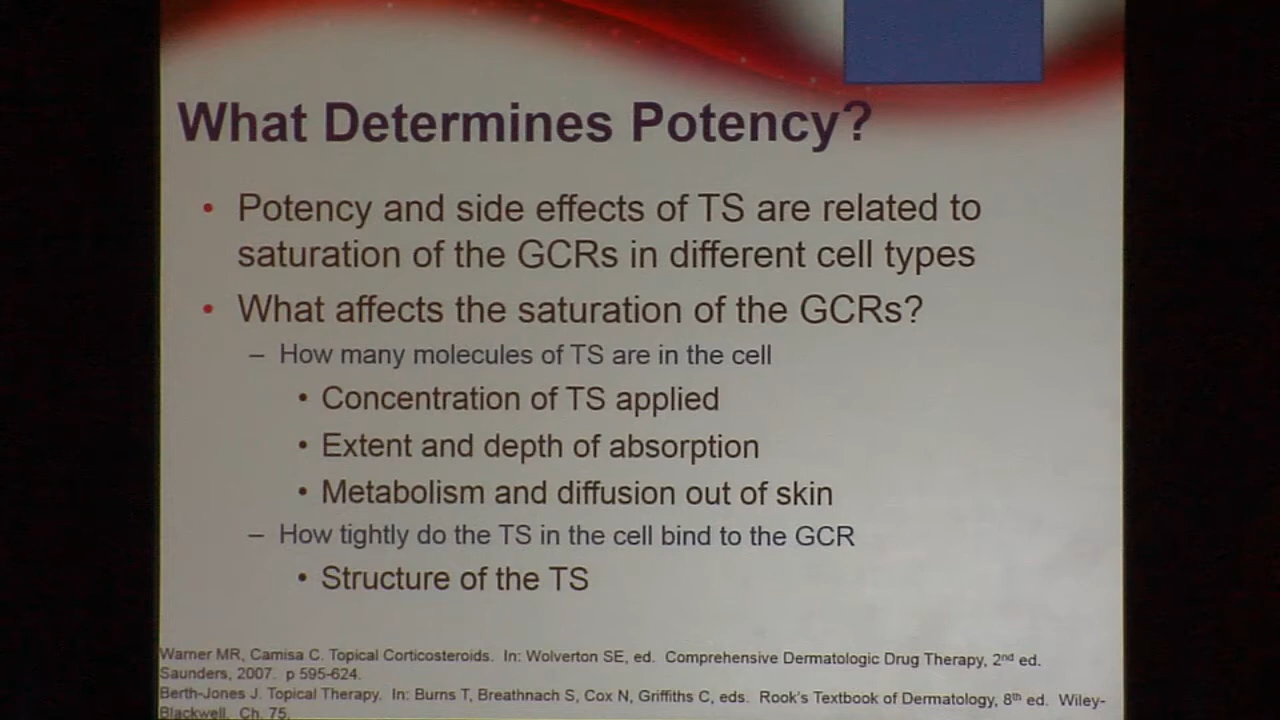 What Determines Potency?
• Potency and side effects of TS are related to
saturation of the GCRs in different cell types
• What affects the saturation of the GCRs?
– How many molecules of TS are in the cell
• Concentration of TS applied
• Extent and depth of absorption
• Metabolism and diffusion out of skin
– How tightly do the TS in the cell bind to the GCR
• Structure of the TS
Warner MR, Camisa C. Topical Corticosteroids. In: Wolverton SE, ed. Comprehensive Dermatologic Drug Therapy, 2nd ed.
Saunders, 2007. p 595-624.
Berth-Jones J. Topical Therapy. In: Burns T, Breathnach S, Cox N, Griffiths C, eds. Rook's Textbook of Dermatology, 8th ed. Wiley-
Blackwell. Ch. 75.